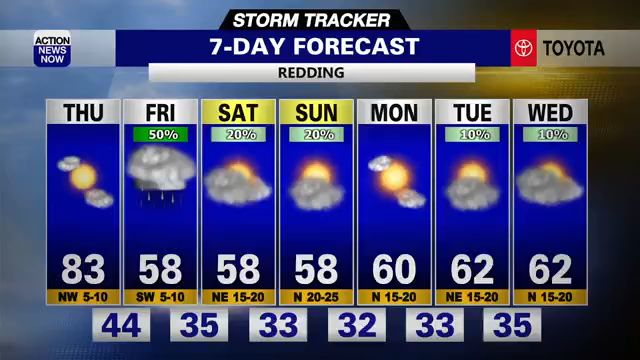 STORM TRACKER
ACTION
NEWS
NOW
7-DAY FORECAST
TOYOTA
REDDING
THU FRI SAT SUN MON TUE WED
50% 20% 20% 10% 10%
83 58 58 58 60 62 62
NW 5-10 SW 5-10 NE 15-20 N 20-25 N 15-20 NE 15-20 N 15-20
44 35 33 32 33 35